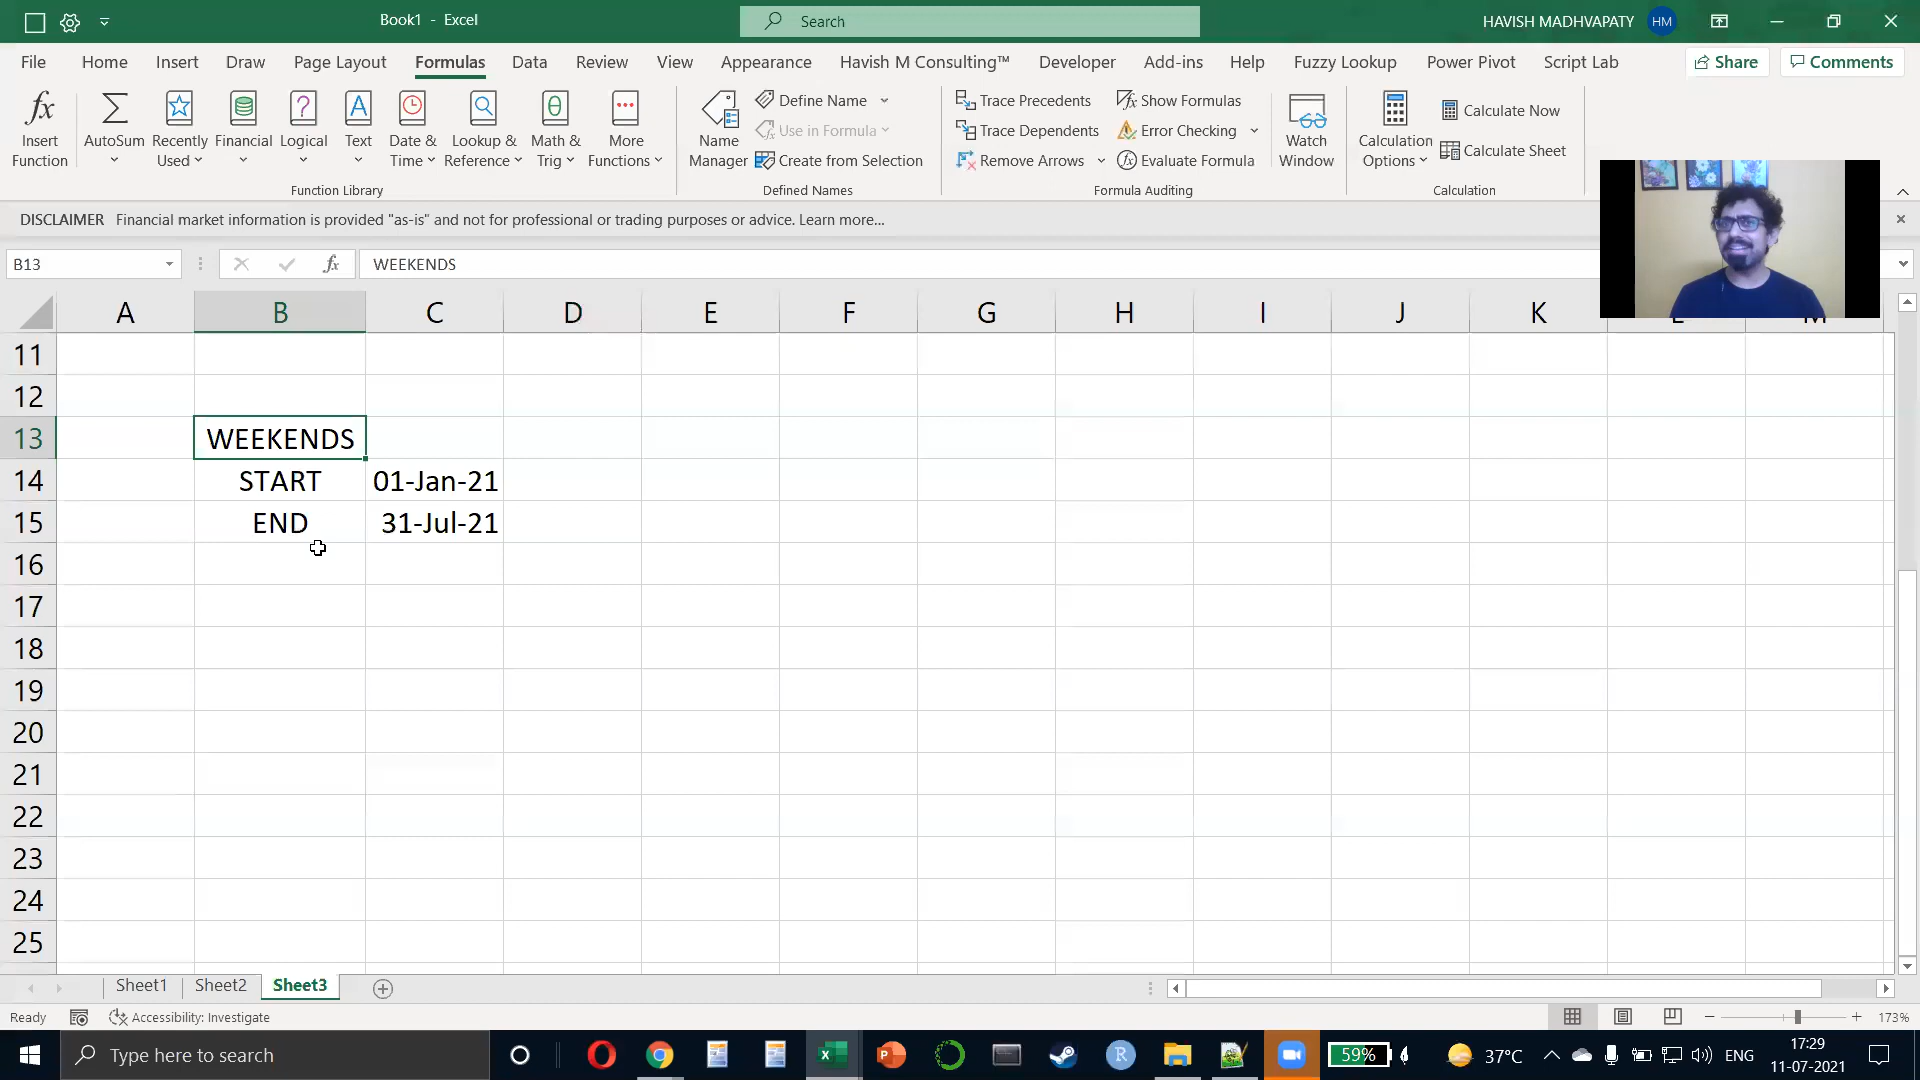 Book1 - Excel
Search
HAVISH MADHVAPATY HM
File Home Insert Draw Page Layout Formulas Data Review View Appearance Havish M Consulting™ Developer Add-ins Help Fuzzy Lookup Power Pivot Script Lab Share Comments
Insert Function
AutoSum
Recently Used
Financial
Logical
Text
Date & Time
Lookup & Reference
Math & Trig
More Functions
Function Library
Name Manager
Define Name
Use in Formula
Create from Selection
Defined Names
Trace Precedents
Trace Dependents
Remove Arrows
Show Formulas
Error Checking
Evaluate Formula
Formula Auditing
Watch Window
Calculation Options
Calculate Now
Calculate Sheet
Calculation
DISCLAIMER Financial market information is provided "as-is" and not for professional or trading purposes or advice. Learn more...
B13 fx WEEKENDS
A B C D E F G H I J K
11
12
13 WEEKENDS
14 START 01-Jan-21
15 END 31-Jul-21
16
17
18
19
20
21
22
23
24
25
Sheet1 Sheet2 Sheet3
Ready Accessibility: Investigate 173%
Type here to search 59% 37°C ENG 17:29
11-07-2021